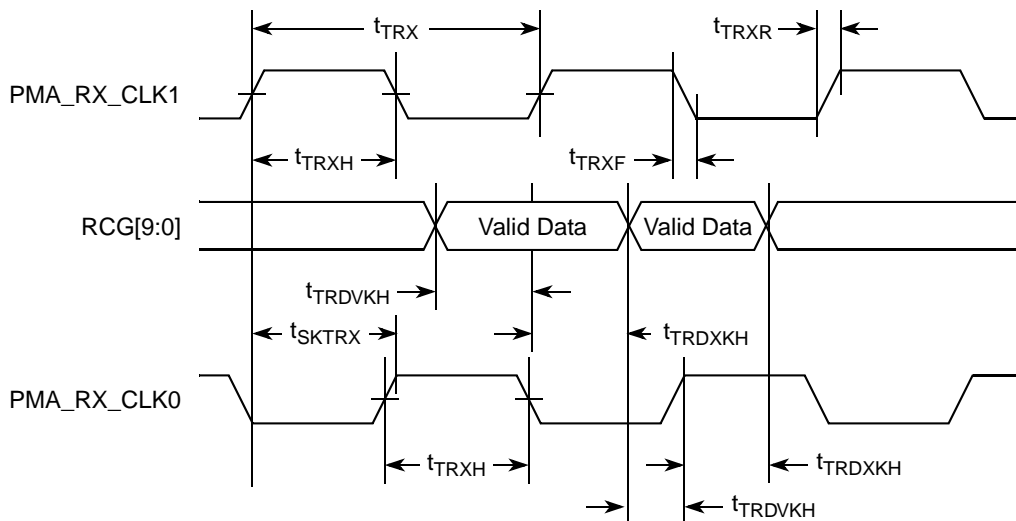 tTRX
tTRXR
PMA_RX_CLK1
tTRXH
tTRXF
RCG[9:0]
Valid Data
Valid Data
tTRDVKH
tSKTRX
tTRDXKH
PMA_RX_CLK0
tTRXH
tTRDXKH
tTRDVKH